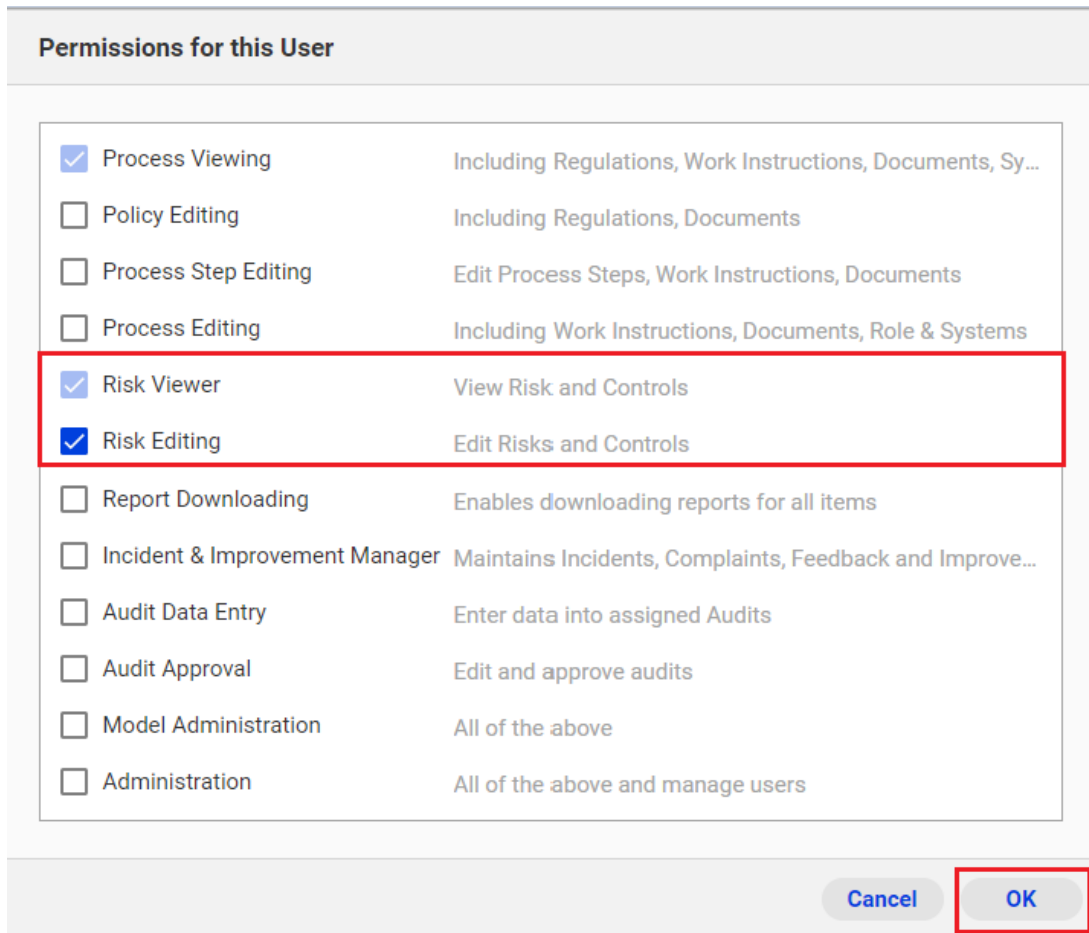 Permissions for this User
Process Viewing Including Regulations, Work Instructions, Documents, Sy...
Policy Editing Including Regulations, Documents
Process Step Editing Edit Process Steps, Work Instructions, Documents
Process Editing Including Work Instructions, Documents, Role & Systems
Risk Viewer View Risk and Controls
Risk Editing Edit Risks and Controls
Report Downloading Enables downloading reports for all items
Incident & Improvement Manager Maintains Incidents, Complaints, Feedback and Improve...
Audit Data Entry Enter data into assigned Audits
Audit Approval Edit and approve audits
Model Administration All of the above
Administration All of the above and manage users
Cancel OK